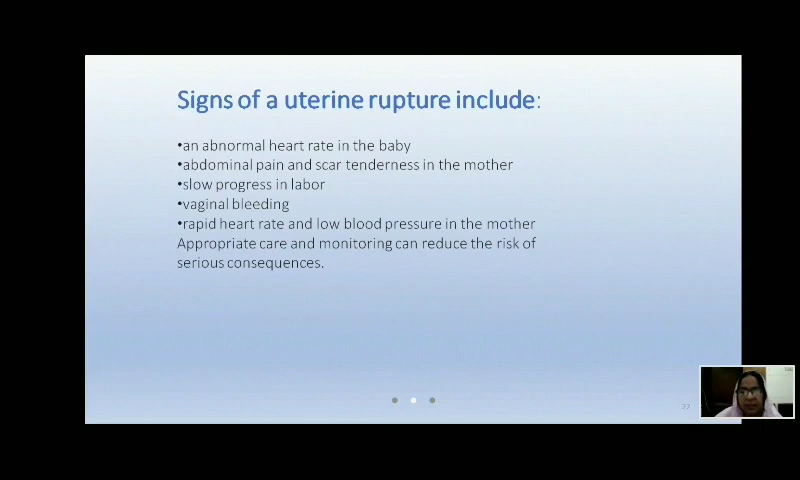 Signs of a uterine rupture include:
•an abnormal heart rate in the baby
•abdominal pain and scar tenderness in the mother
•slow progress in labor
•vaginal bleeding
•rapid heart rate and low blood pressure in the mother
Appropriate care and monitoring can reduce the risk of
serious consequences.